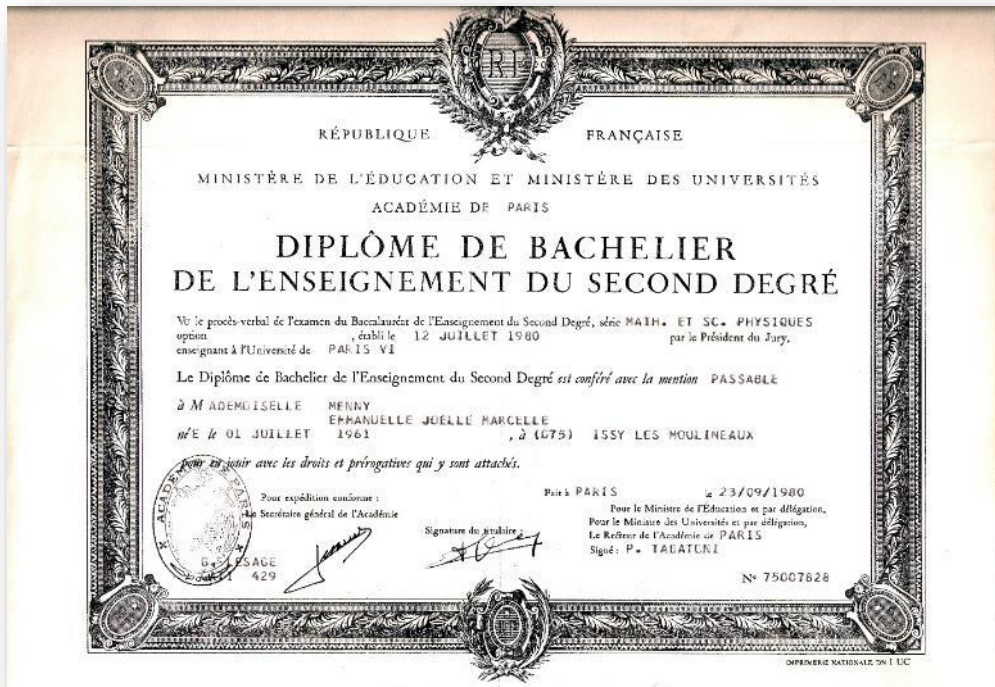 RF
RÉPUBLIQUE FRANÇAISE
MINISTÈRE DE L'ÉDUCATION ET MINISTÈRE DES UNIVERSITÉS
ACADÉMIE DE PARIS
DIPLÔME DE BACHELIER
DE L'ENSEIGNEMENT DU SECOND DEGRÉ
Vu le procès-verbal de l'examen du Baccalauréat de l'Enseignement du Second Degré, série MATH. ET SC. PHYSIQUES
option , établi le 12 JUILLET 1980 par le Président du Jury,
enseignant à l'Université de PARIS VI
Le Diplôme de Bachelier de l'Enseignement du Second Degré est conféré avec la mention PASSABLE
à MADEMOISELLE MENNY
EMMANUELLE JOELLE MARCELLE
néE le 01 JUILLET 1961 , à (075) ISSY LES MOULINEAUX
pour en jouir avec les droits et prérogatives qui y sont attachés.
ACADEMIE PARIS
Pour expédition conforme :
Le Secrétaire général de l'Académie
G. LESAGE
429
Signature du titulaire :
Fait à PARIS le 23/09/1980
Pour le Ministre de l'Éducation et par délégation,
Pour le Ministre des Universités et par délégation,
Le Recteur de l'Académie de PARIS
Signé : P. TABATONI
N° 75007828
IMPRIMERIE NATIONALE